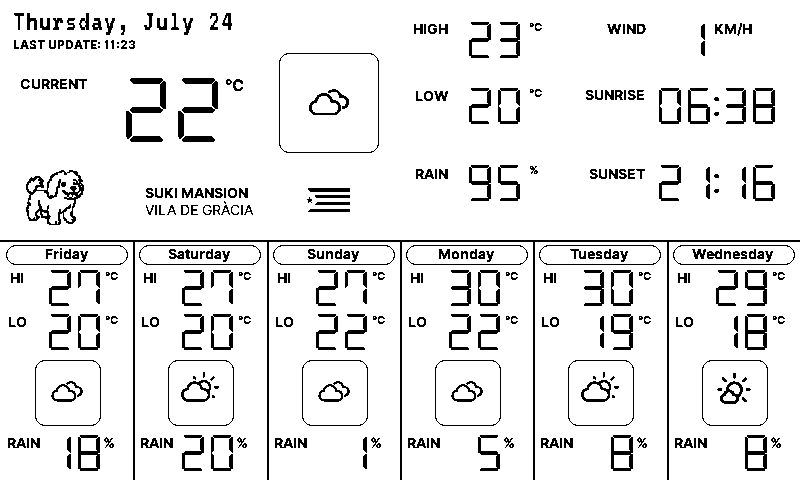 Thursday, July 24
LAST UPDATE: 11:23
CURRENT 22 °C
HIGH 23 °C
LOW 20 °C
RAIN 95 %
WIND 1 KM/H
SUNRISE 06:38
SUNSET 21:16
SUKI MANSION
VILA DE GRÀCIA
Friday
HI 27 °C
LO 20 °C
RAIN 18 %
Saturday
HI 27 °C
LO 20 °C
RAIN 20 %
Sunday
HI 27 °C
LO 22 °C
RAIN 1 %
Monday
HI 30 °C
LO 22 °C
RAIN 5 %
Tuesday
HI 30 °C
LO 19 °C
RAIN 8 %
Wednesday
HI 29 °C
LO 18 °C
RAIN 8 %